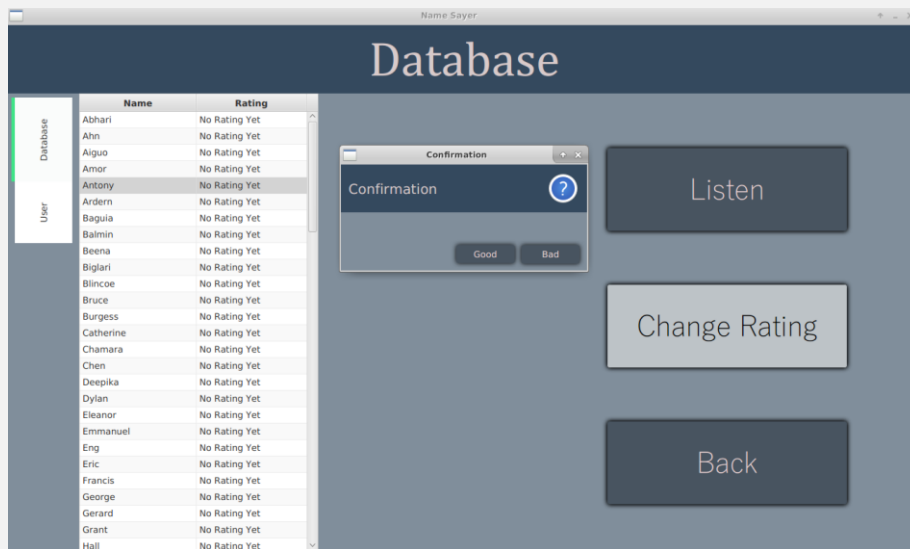 Name Sayer
Database
Database
User
Name Rating
Abhari No Rating Yet
Ahn No Rating Yet
Aiguo No Rating Yet
Amor No Rating Yet
Antony No Rating Yet
Ardern No Rating Yet
Baguia No Rating Yet
Balmin No Rating Yet
Beena No Rating Yet
Biglari No Rating Yet
Blincoe No Rating Yet
Bruce No Rating Yet
Burgess No Rating Yet
Catherine No Rating Yet
Chamara No Rating Yet
Chen No Rating Yet
Deepika No Rating Yet
Dylan No Rating Yet
Eleanor No Rating Yet
Emmanuel No Rating Yet
Eng No Rating Yet
Eric No Rating Yet
Francis No Rating Yet
George No Rating Yet
Gerard No Rating Yet
Grant No Rating Yet
Hall No Rating Yet
Confirmation
Confirmation ?
Good Bad
Listen
Change Rating
Back